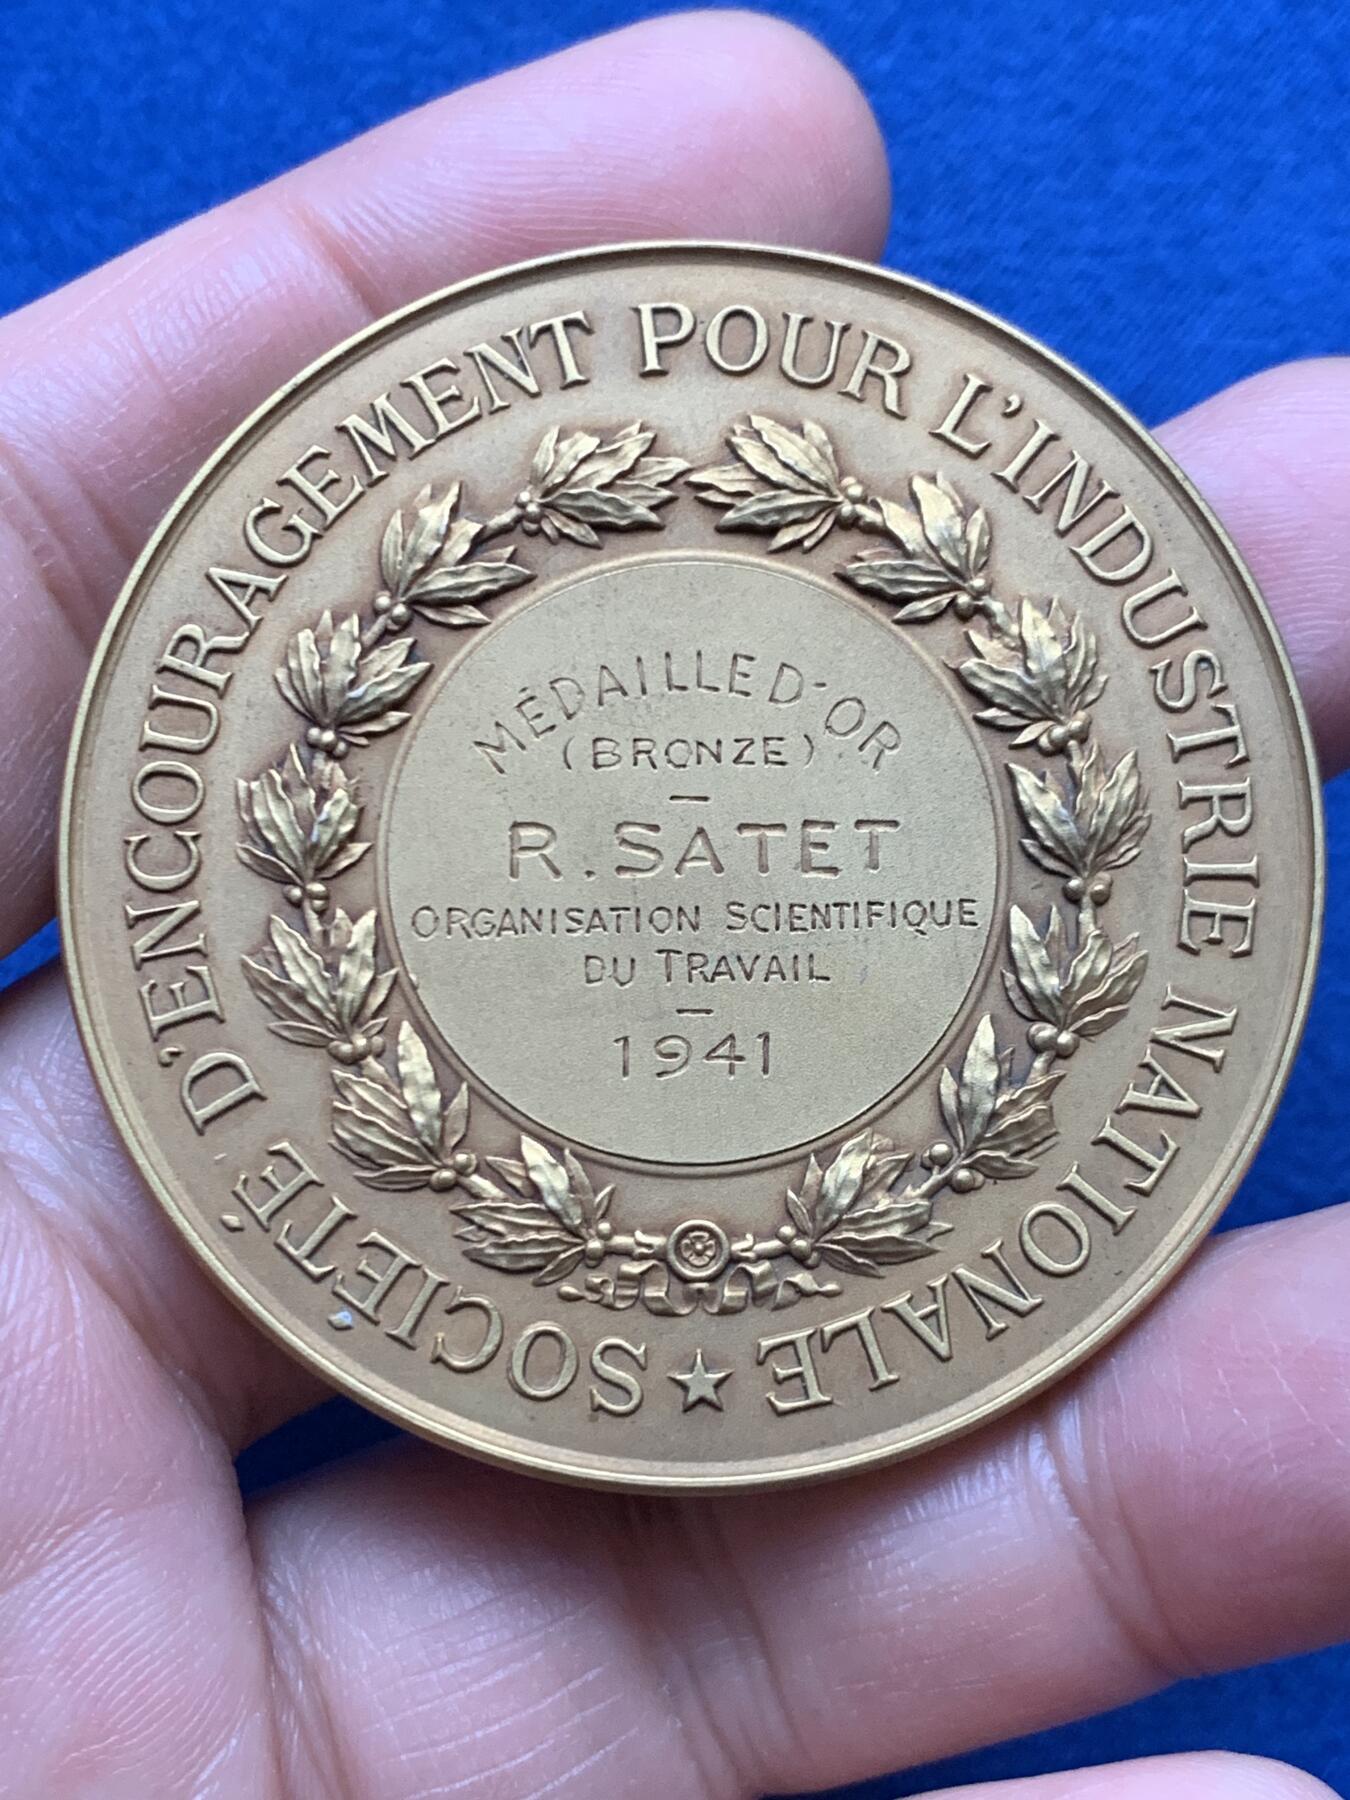 SOCIÉTÉ D'ENCOURAGEMENT POUR L'INDUSTRIE NATIONALE
MÉDAILLE D'OR
(BRONZE)
R. SATET
ORGANISATION SCIENTIFIQUE
DU TRAVAIL
1941